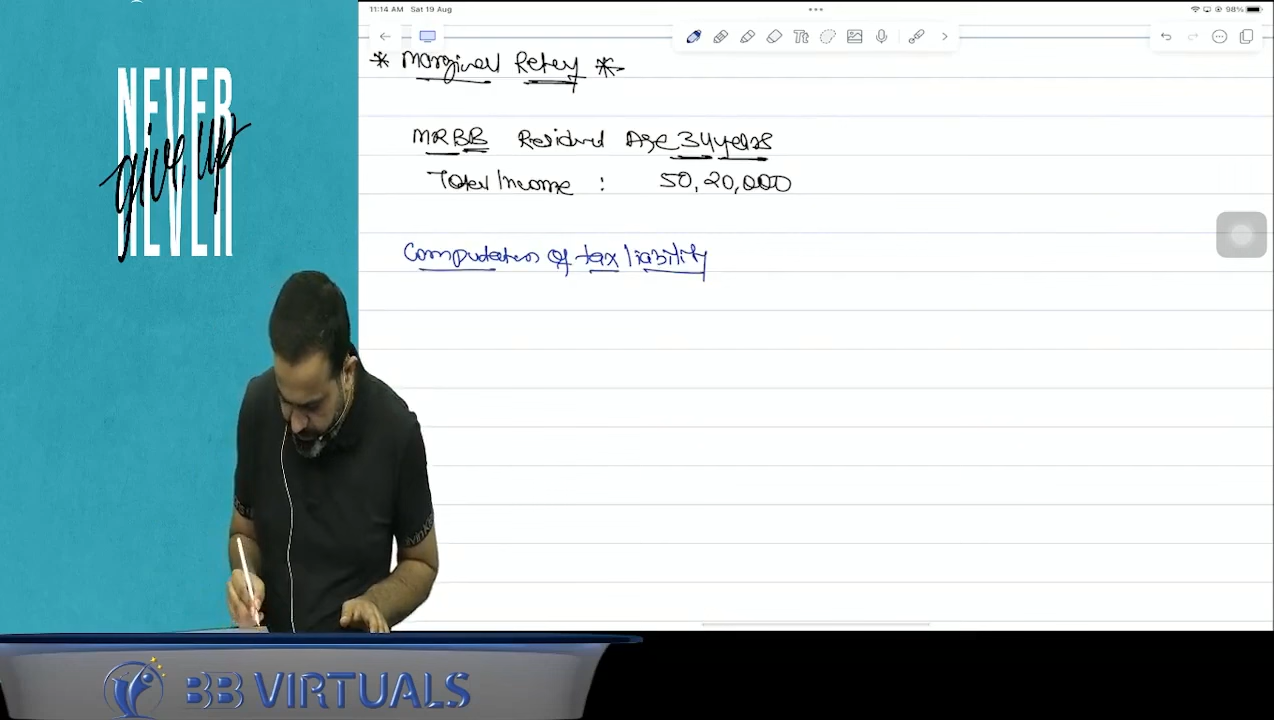 11:14 AM Sat 19 Aug
98%
NEVER
give up
NEVER
* Marginal Relief *
MR BB Resident Age 34 years
Total Income : 50,20,000
Computation of tax liability
BB VIRTUALS